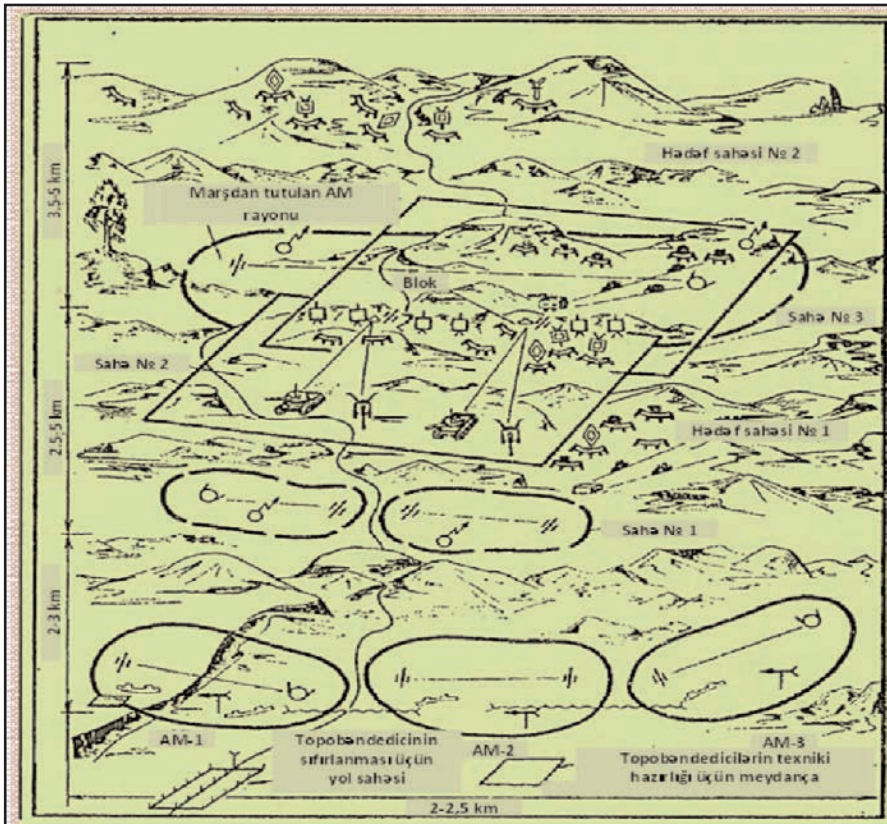 Hədəf sahəsi № 2
3,5-5 km
Marşdan tutulan AM
rayonu
Blok
Sahə № 3
Sahə № 2
2,5-5 km
Hədəf sahəsi № 1
Sahə № 1
2-3 km
AM-1
AM-2
AM-3
Topobəndedicinin
sıfırlanması üçün
yol sahəsi
Topobəndedicilərin texniki
hazırlığı üçün meydança
2-2,5 km